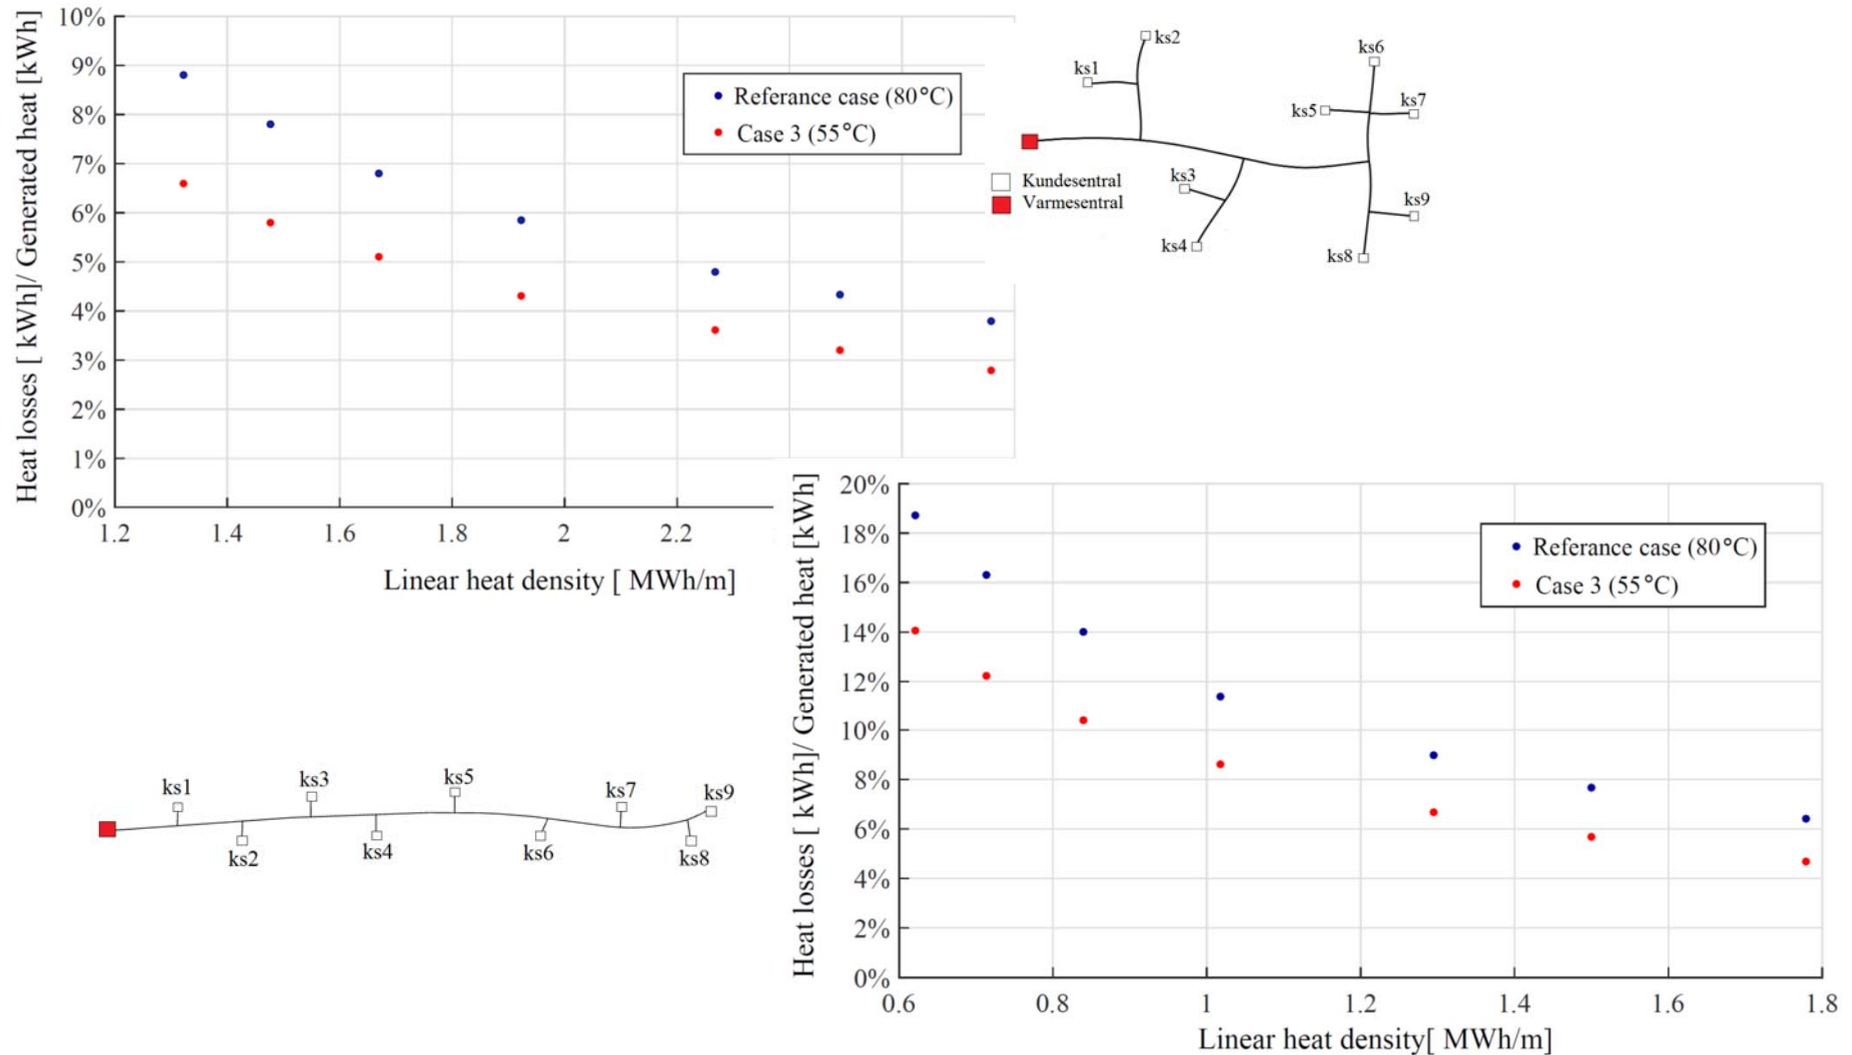 Heat losses [ kWh]/ Generated heat [kWh]
10%
9%
8%
7%
6%
5%
4%
3%
2%
1%
0%
1.2
1.4
1.6
1.8
2
2.2
Linear heat density [ MWh/m]
Referance case (80°C)
Case 3 (55°C)
ks1
ks2
ks3
ks4
ks5
ks6
ks7
ks8
ks9
Kundesentral
Varmesentral
ks1
ks2
ks3
ks4
ks5
ks6
ks7
ks8
ks9
Heat losses [ kWh]/ Generated heat [kWh]
20%
18%
16%
14%
12%
10%
8%
6%
4%
2%
0%
0.6
0.8
1
1.2
1.4
1.6
1.8
Linear heat density[ MWh/m]
Referance case (80°C)
Case 3 (55°C)